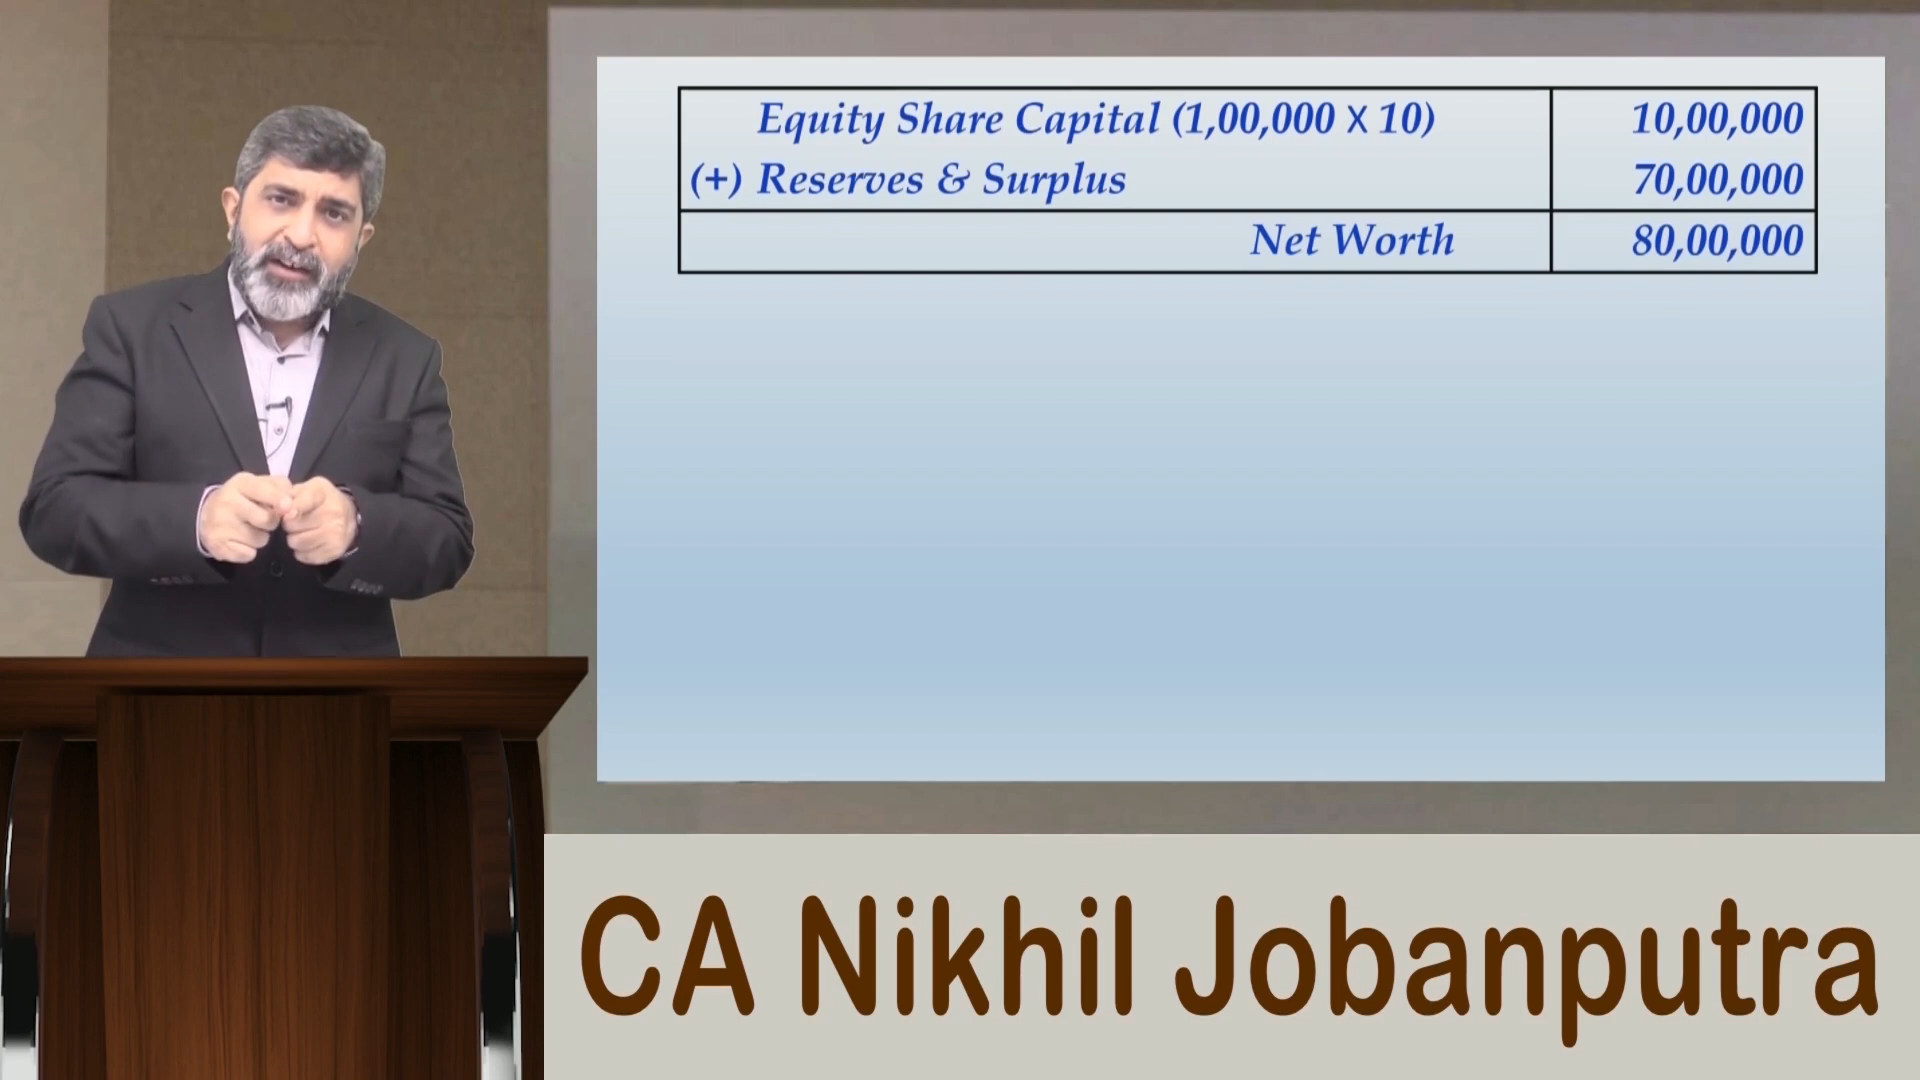 Equity Share Capital (1,00,000 X 10) 10,00,000
(+) Reserves & Surplus 70,00,000
Net Worth 80,00,000
CA Nikhil Jobanputra